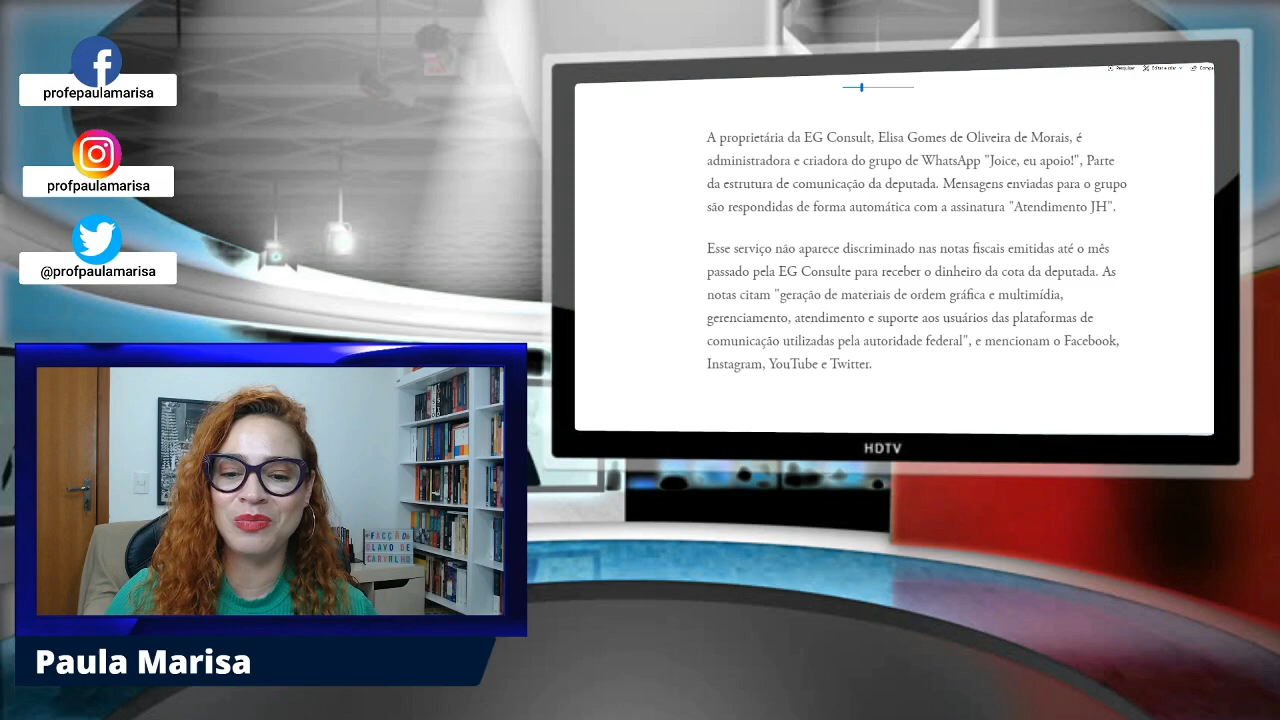 profepaulamarisa
profpaulamarisa
@profpaulamarisa
A proprietária da EG Consult, Elisa Gomes de Oliveira de Morais, é
administradora e criadora do grupo de WhatsApp "Joice, eu apoio!", Parte
da estrutura de comunicação da deputada. Mensagens enviadas para o grupo
são respondidas de forma automática com a assinatura "Atendimento JH".
Esse serviço não aparece discriminado nas notas fiscais emitidas até o mês
passado pela EG Consulte para receber o dinheiro da cota da deputada. As
notas citam "geração de materiais de ordem gráfica e multimídia,
gerenciamento, atendimento e suporte aos usuários das plataformas de
comunicação utilizadas pela autoridade federal", e mencionam o Facebook,
Instagram, YouTube e Twitter.
HDTV
FACÇÃO
OLAVO DE
CARVALHO
Paula Marisa